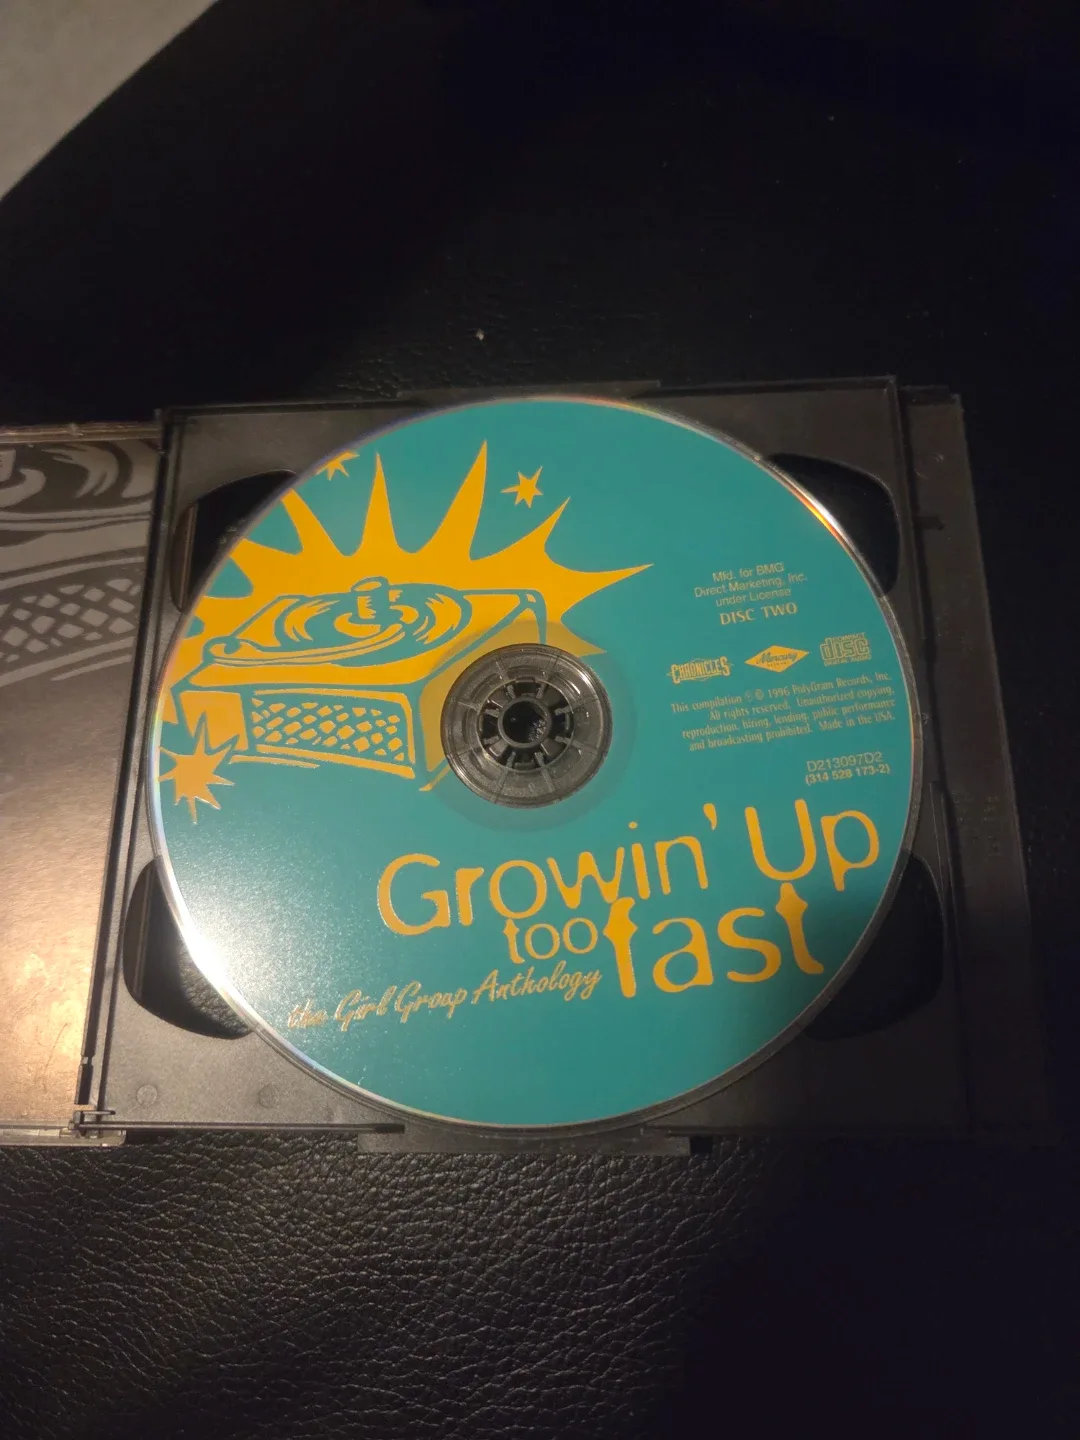 Mfd. for BMG
Direct Marketing, Inc.
under License
DISC TWO
CHRONICLES
Mercury
COMPACT
disc
DIGITAL AUDIO
This compilation ℗ © 1996 PolyGram Records, Inc.
All rights reserved. Unauthorized copying,
reproduction, hiring, lending, public performance
and broadcasting prohibited. Made in the USA.
D213097D2
(314 528 173-2)
Growin' Up
too fast
the Girl Group Anthology